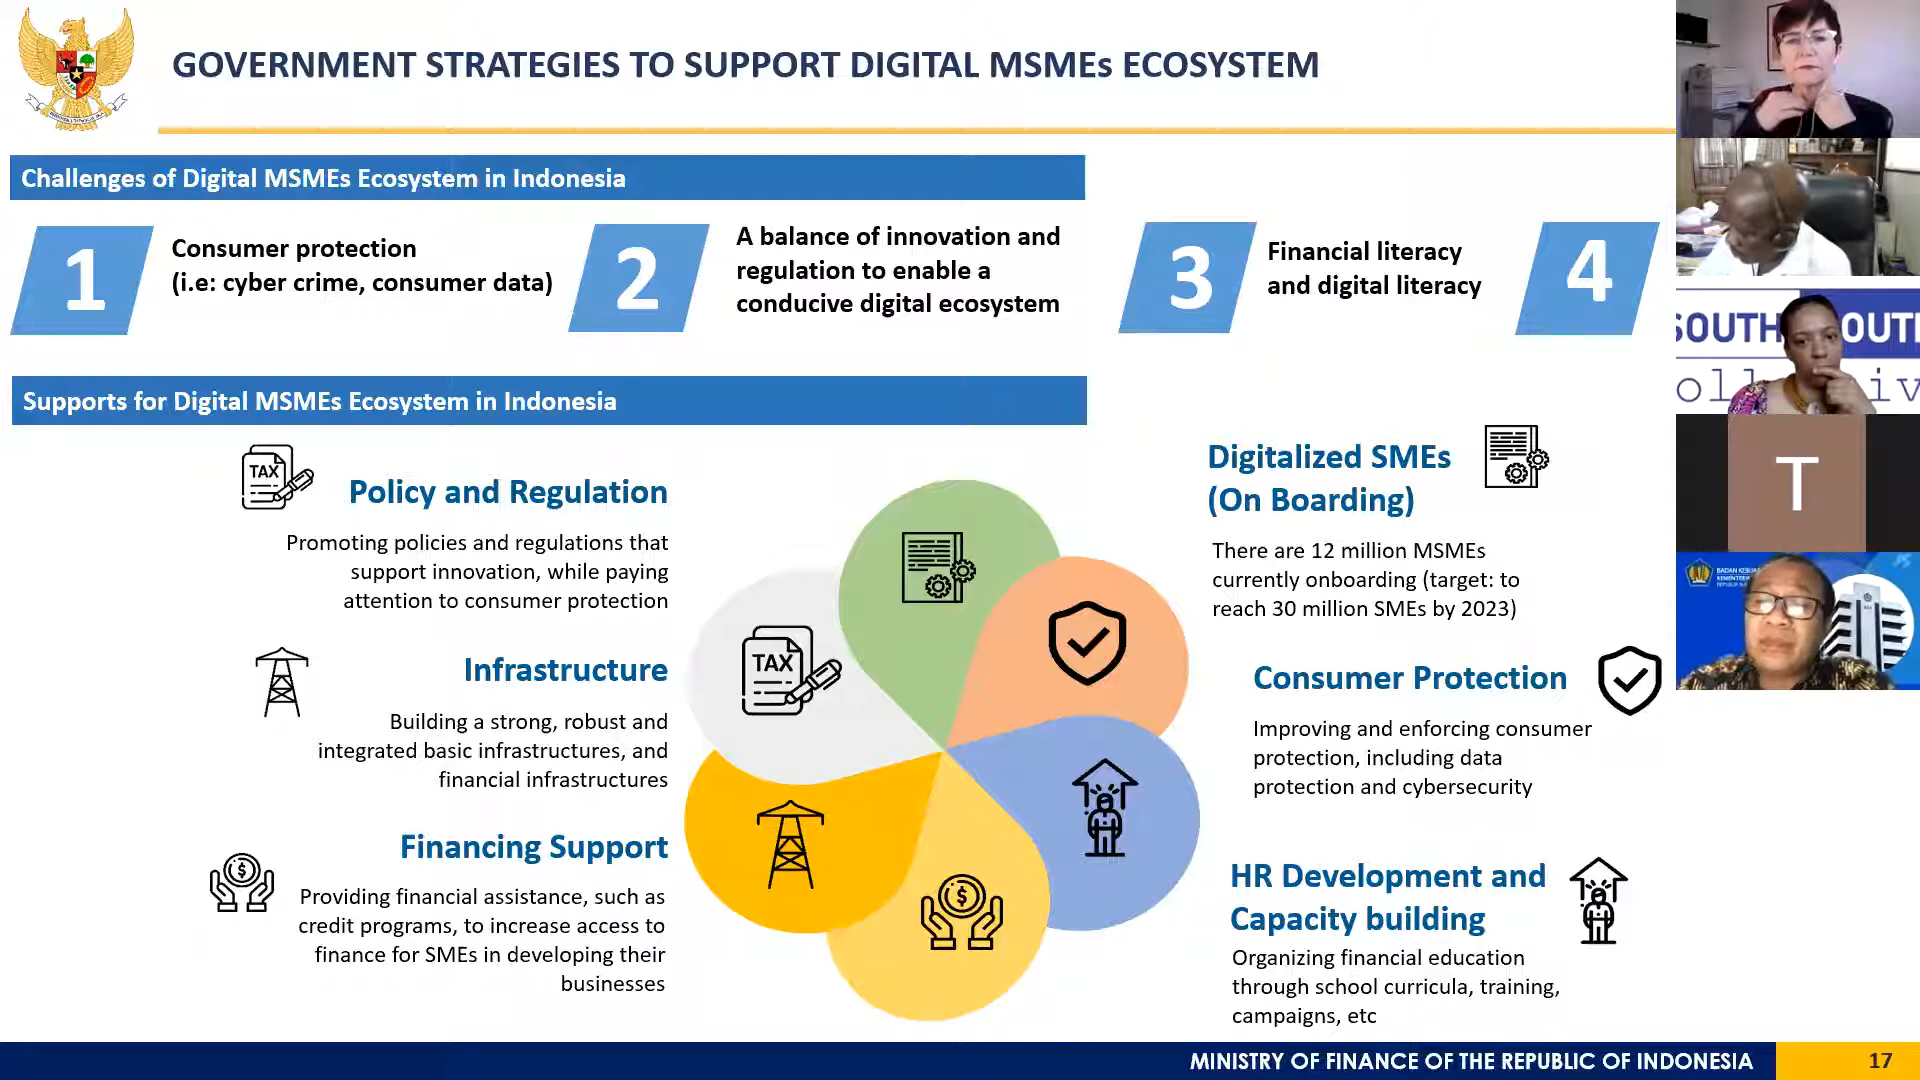 GOVERNMENT STRATEGIES TO SUPPORT DIGITAL MSMEs ECOSYSTEM
Challenges of Digital MSMEs Ecosystem in Indonesia
1
Consumer protection
(i.e: cyber crime, consumer data)
2
A balance of innovation and
regulation to enable a
conducive digital ecosystem
3
Financial literacy
and digital literacy
4
Supports for Digital MSMEs Ecosystem in Indonesia
TAX
Policy and Regulation
Promoting policies and regulations that
support innovation, while paying
attention to consumer protection
Infrastructure
Building a strong, robust and
integrated basic infrastructures, and
financial infrastructures
Financing Support
Providing financial assistance, such as
credit programs, to increase access to
finance for SMEs in developing their
businesses
TAX
Digitalized SMEs
(On Boarding)
There are 12 million MSMEs
currently onboarding (target: to
reach 30 million SMEs by 2023)
Consumer Protection
Improving and enforcing consumer
protection, including data
protection and cybersecurity
HR Development and
Capacity building
Organizing financial education
through school curricula, training,
campaigns, etc
SOUTH OUTH
T
BADAN
MINISTRY OF FINANCE OF THE REPUBLIC OF INDONESIA
17